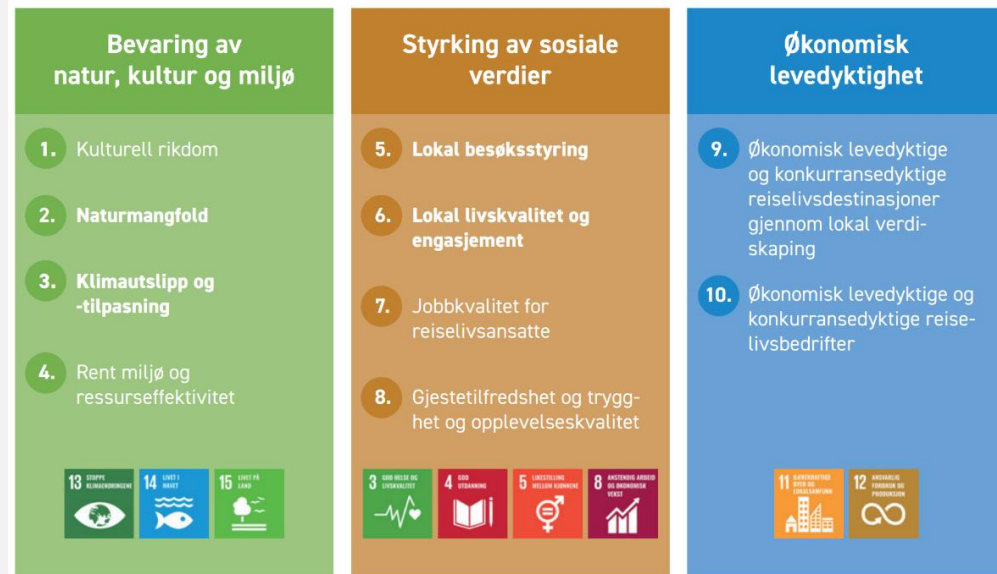 Bevaring av
natur, kultur og miljø
1. Kulturell rikdom
2. Naturmangfold
3. Klimautslipp og
-tilpasning
4. Rent miljø og
ressurseffektivitet
13 STOPPE
KLIMAENDRINGENE
14 LIVET I
HAVET
15 LIVET PÅ
LAND
Styrking av sosiale
verdier
5. Lokal besøksstyring
6. Lokal livskvalitet og
engasjement
7. Jobbkvalitet for
reiselivsansatte
8. Gjestetilfredshet og trygg-
het og opplevelseskvalitet
3 GOD HELSE OG
LIVSKVALITET
4 GOD
UTDANNING
5 LIKESTILLING
MELLOM KJØNNENE
8 ANSTENDIG ARBEID
OG ØKONOMISK
VEKST
Økonomisk
levedyktighet
9. Økonomisk levedyktige
og konkurransedyktige
reiselivsdestinasjoner
gjennom lokal verdi-
skaping
10. Økonomisk levedyktige og
konkurransedyktige reise-
livsbedrifter
11 BÆREKRAFTIGE
BYER OG
LOKALSAMFUNN
12 ANSVARLIG
FORBRUK OG
PRODUKSJON